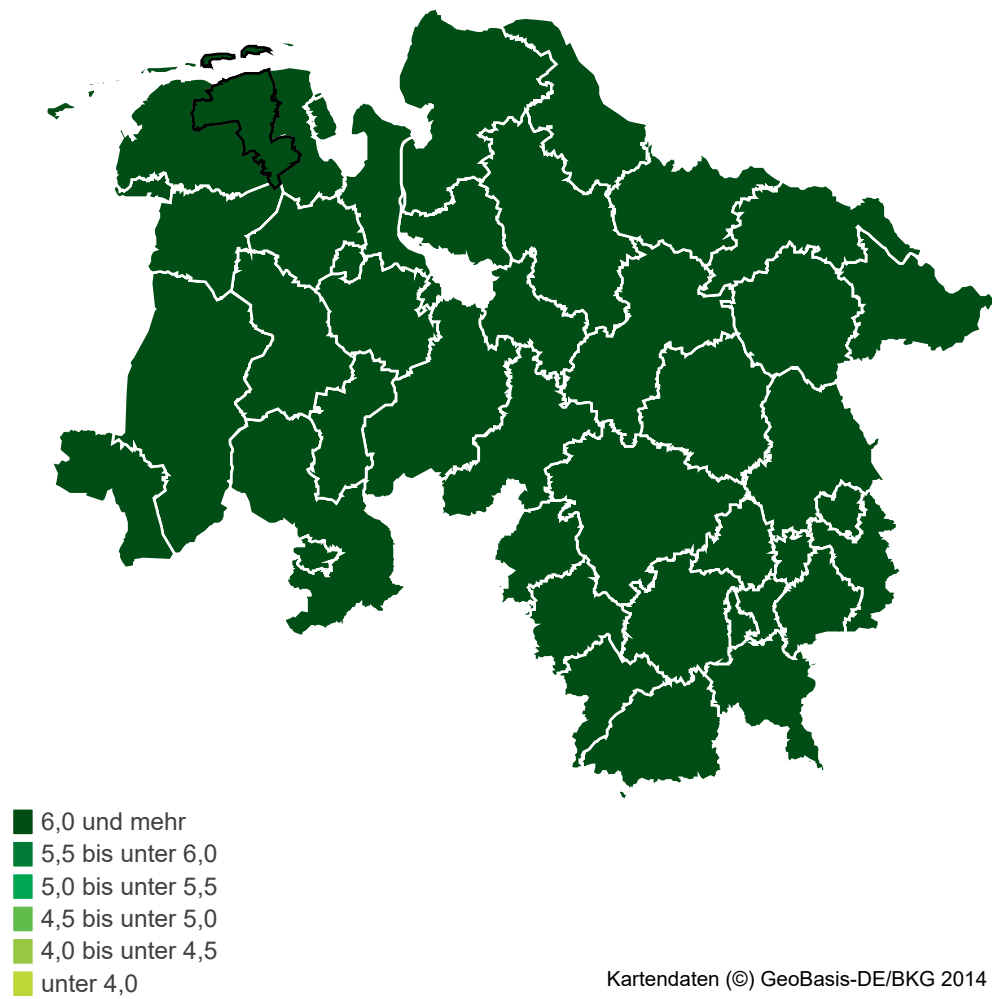 6,0 und mehr
5,5 bis unter 6,0
5,0 bis unter 5,5
4,5 bis unter 5,0
4,0 bis unter 4,5
unter 4,0
Kartendaten (©) GeoBasis-DE/BKG 2014